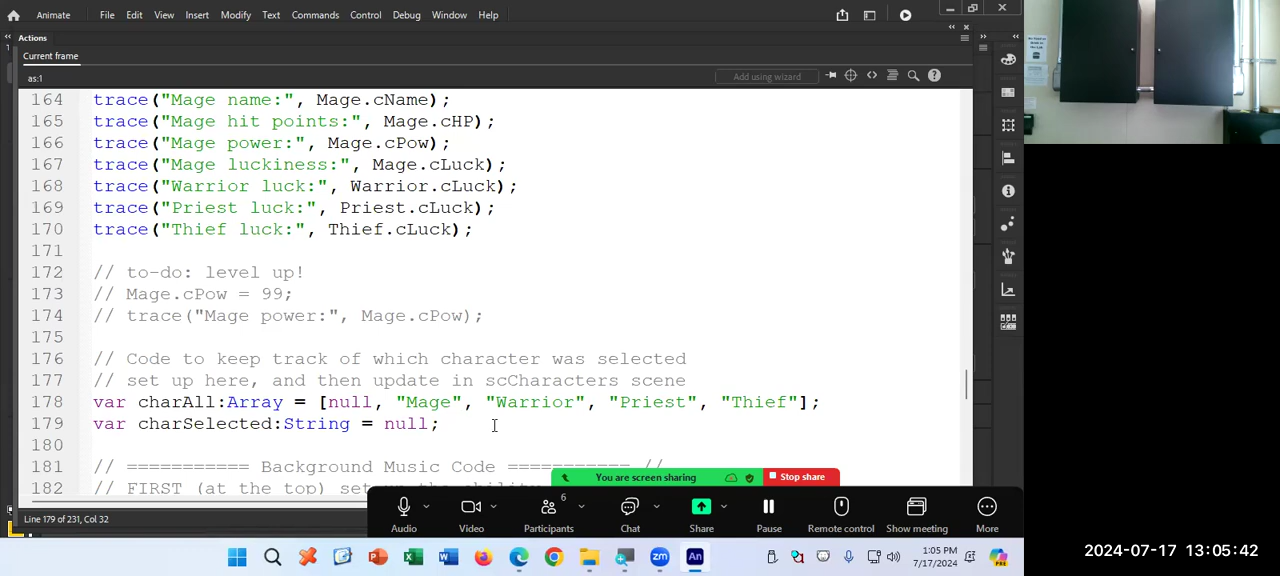 Animate File Edit View Insert Modify Text Commands Control Debug Window Help
Actions
Current frame
as:1
Add using wizard
164 trace("Mage name:", Mage.cName);
165 trace("Mage hit points:", Mage.cHP);
166 trace("Mage power:", Mage.cPow);
167 trace("Mage luckiness:", Mage.cLuck);
168 trace("Warrior luck:", Warrior.cLuck);
169 trace("Priest luck:", Priest.cLuck);
170 trace("Thief luck:", Thief.cLuck);
171
172 // to-do: level up!
173 // Mage.cPow = 99;
174 // trace("Mage power:", Mage.cPow);
175
176 // Code to keep track of which character was selected
177 // set up here, and then update in scCharacters scene
178 var charAll:Array = [null, "Mage", "Warrior", "Priest", "Thief"];
179 var charSelected:String = null;
180
181 // =========== Background Music Code =========== //
182 // FIRST (at the top) set up the ability
You are screen sharing Stop share
6
Audio Video Participants Chat Share Pause Remote control Show meeting More
Line 179 of 231, Col 32
1:05 PM
7/17/2024
2024-07-17 13:05:42